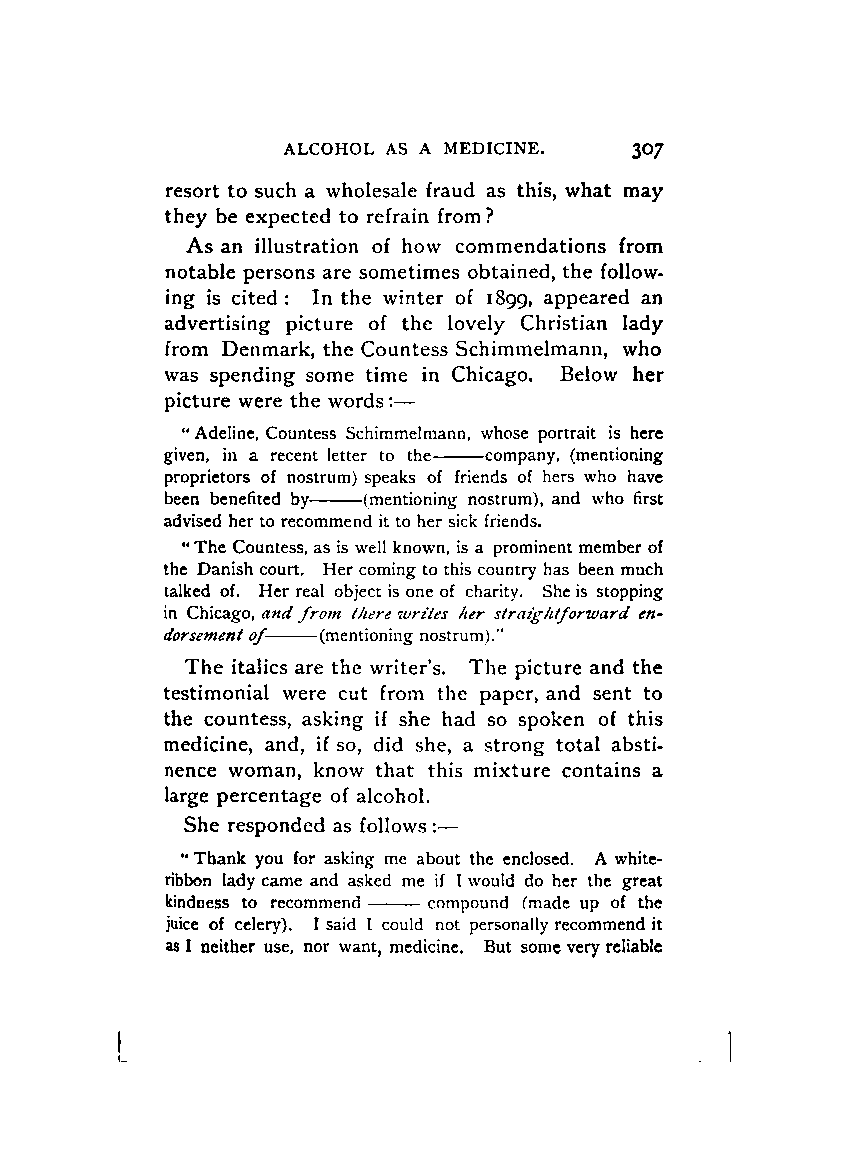 ALCOHOL AS A MEDICINE. 307
resort to such a wholesale fraud as this, what may
they be expected to refrain from?
As an illustration of how commendations from
notable persons are sometimes obtained, the follow-
ing is cited: In the winter of 1899, appeared an
advertising picture of the lovely Christian lady
from Denmark, the Countess Schimmelmann, who
was spending some time in Chicago. Below her
picture were the words:—
"Adeline, Countess Schimmelmann, whose portrait is here
given, in a recent letter to the———company, (mentioning
proprietors of nostrum) speaks of friends of hers who have
been benefited by———(mentioning nostrum), and who first
advised her to recommend it to her sick friends.
"The Countess, as is well known, is a prominent member of
the Danish court. Her coming to this country has been much
talked of. Her real object is one of charity. She is stopping
in Chicago, and from there writes her straightforward en-
dorsement of———(mentioning nostrum)."
The italics are the writer's. The picture and the
testimonial were cut from the paper, and sent to
the countess, asking if she had so spoken of this
medicine, and, if so, did she, a strong total absti-
nence woman, know that this mixture contains a
large percentage of alcohol.
She responded as follows:—
"Thank you for asking me about the enclosed. A white-
ribbon lady came and asked me if I would do her the great
kindness to recommend ——— compound (made up of the
juice of celery). I said I could not personally recommend it
as I neither use, nor want, medicine. But some very reliable